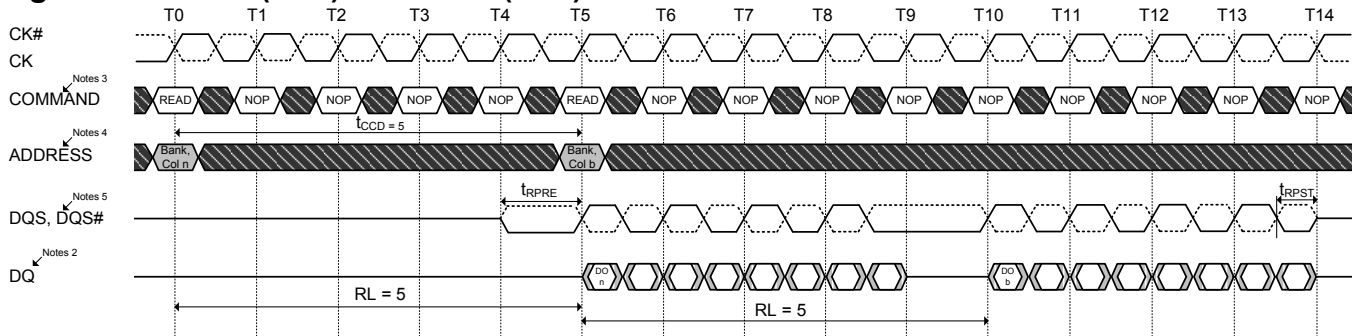 T0 T1 T2 T3 T4 T5 T6 T7 T8 T9 T10 T11 T12 T13 T14
CK#
CK
Notes 3
COMMAND READ NOP NOP NOP NOP READ NOP NOP NOP NOP NOP NOP NOP NOP NOP
tCCD = 5
Notes 4
ADDRESS Bank, Col n Bank, Col b
tRPRE tRPST
Notes 5
DQS, DQS#
Notes 2
DQ DO n DO b
RL = 5
RL = 5